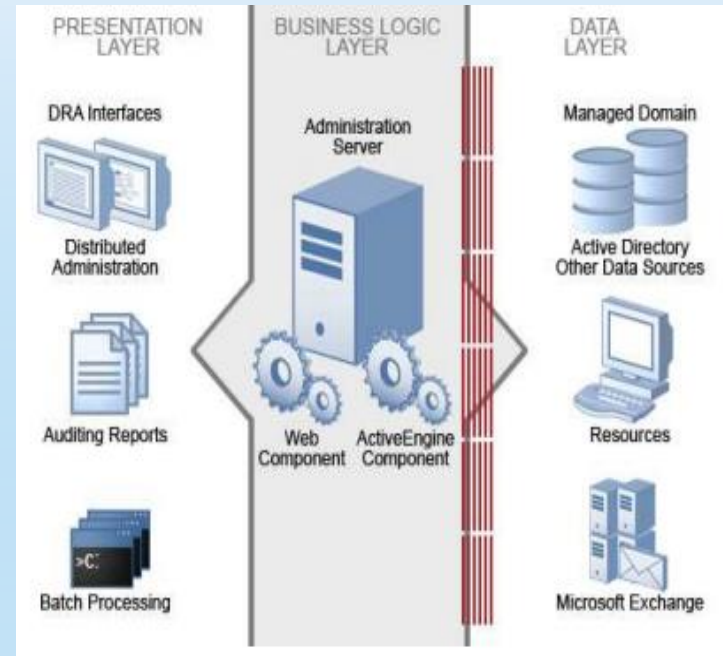 PRESENTATION
LAYER
DRA Interfaces
Distributed
Administration
Auditing Reports
>C:
Batch Processing
BUSINESS LOGIC
LAYER
Administration
Server
Web
Component
ActiveEngine
Component
DATA
LAYER
Managed Domain
Active Directory
Other Data Sources
Resources
Microsoft Exchange